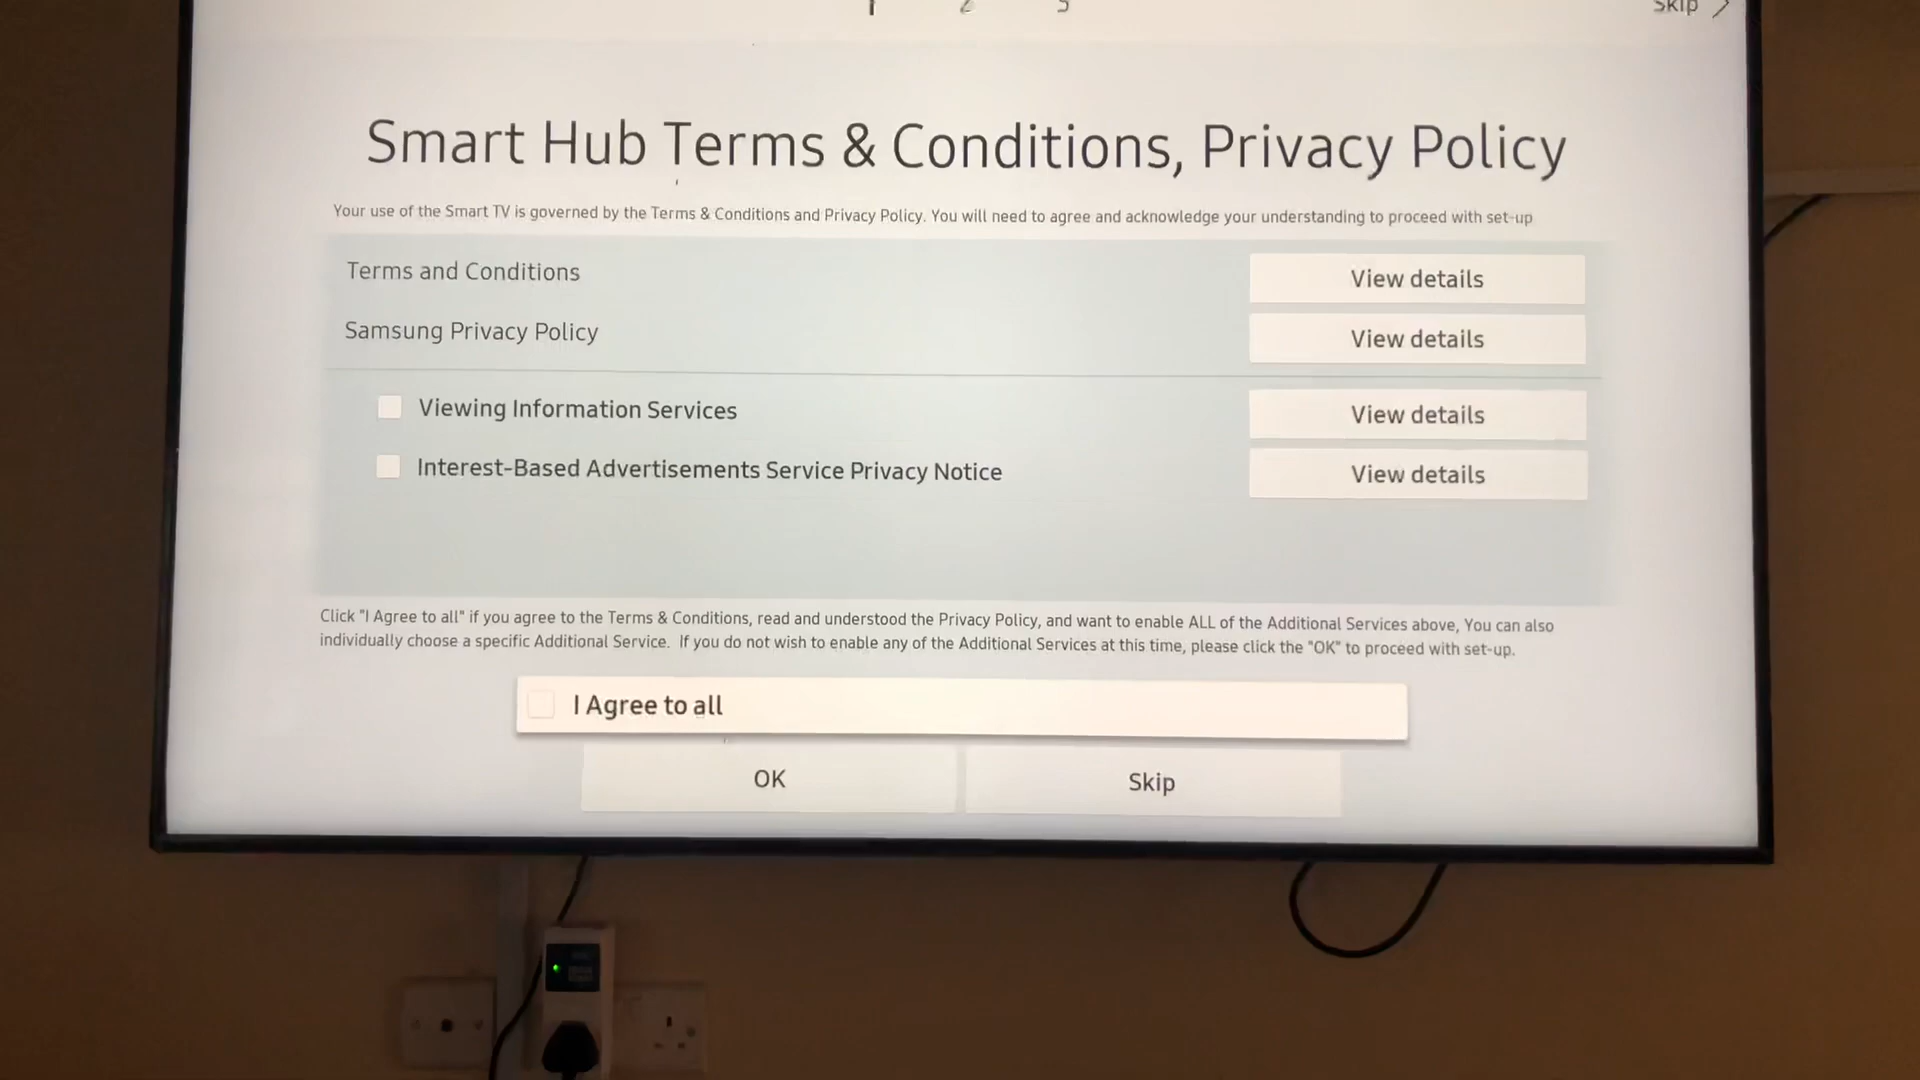 1 2 3
Skip >
Smart Hub Terms & Conditions, Privacy Policy
Your use of the Smart TV is governed by the Terms & Conditions and Privacy Policy. You will need to agree and acknowledge your understanding to proceed with set-up
Terms and Conditions
View details
Samsung Privacy Policy
View details
Viewing Information Services
View details
Interest-Based Advertisements Service Privacy Notice
View details
Click "I Agree to all" if you agree to the Terms & Conditions, read and understood the Privacy Policy, and want to enable ALL of the Additional Services above, You can also
individually choose a specific Additional Service. If you do not wish to enable any of the Additional Services at this time, please click the "OK" to proceed with set-up.
I Agree to all
OK
Skip